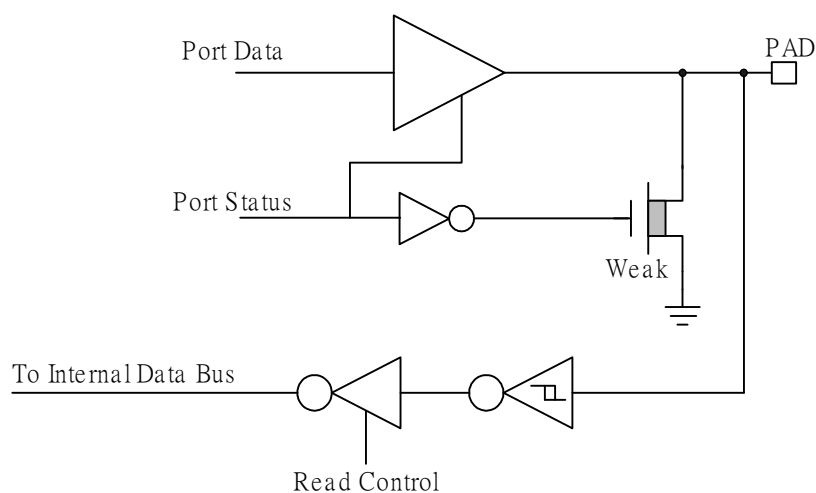 Port Data
PAD
Port Status
Weak
To Internal Data Bus
Read Control